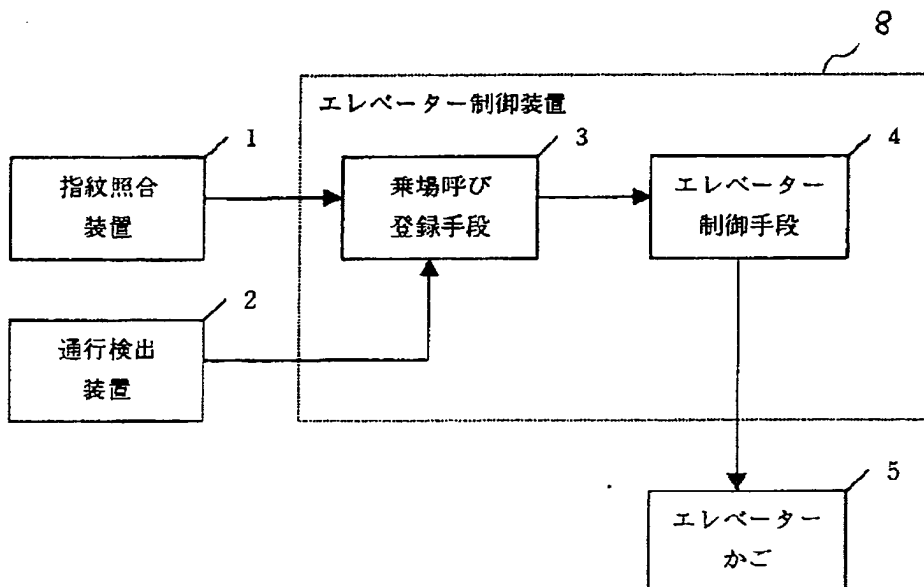 8
エレベーター制御装置
1
指紋照合
装置
3
乗場呼び
登録手段
4
エレベーター
制御手段
2
通行検出
装置
5
エレベーター
かご